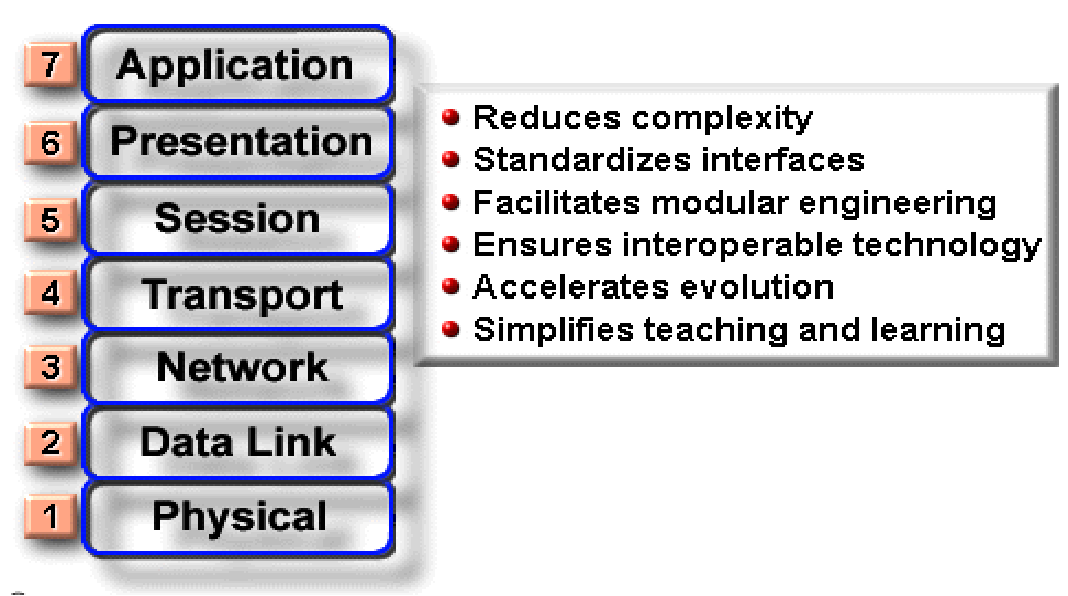 7 Application
6 Presentation
5 Session
4 Transport
3 Network
2 Data Link
1 Physical
Reduces complexity
Standardizes interfaces
Facilitates modular engineering
Ensures interoperable technology
Accelerates evolution
Simplifies teaching and learning